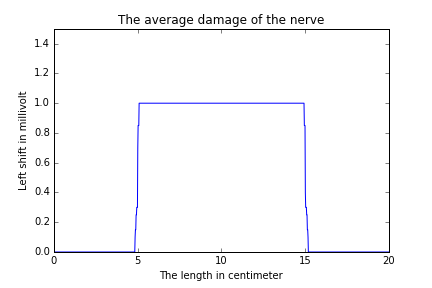 The average damage of the nerve
Left shift in millivolt
1.4
1.2
1.0
0.8
0.6
0.4
0.2
0.0
0 5 10 15 20
The length in centimeter